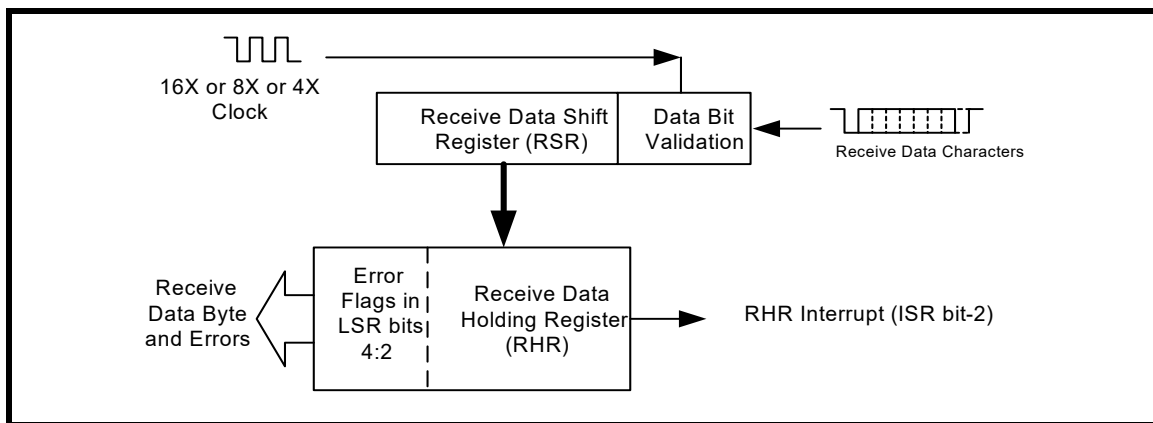 16X or 8X or 4X
Clock
Receive Data Shift
Register (RSR)
Data Bit
Validation
Receive Data Characters
Receive
Data Byte
and Errors
Error
Flags in
LSR bits
4:2
Receive Data
Holding Register
(RHR)
RHR Interrupt (ISR bit-2)